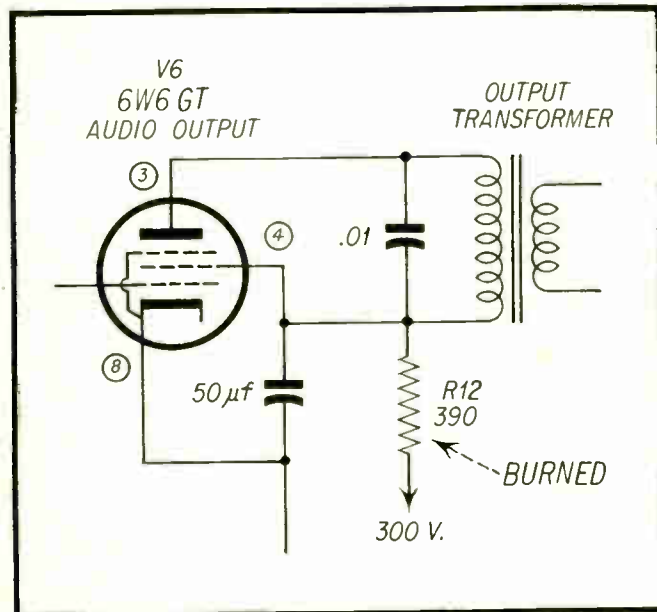 V6
6W6 GT
AUDIO OUTPUT
OUTPUT
TRANSFORMER
3
4
.01
8
50 μf
R12
390
BURNED
300 V.